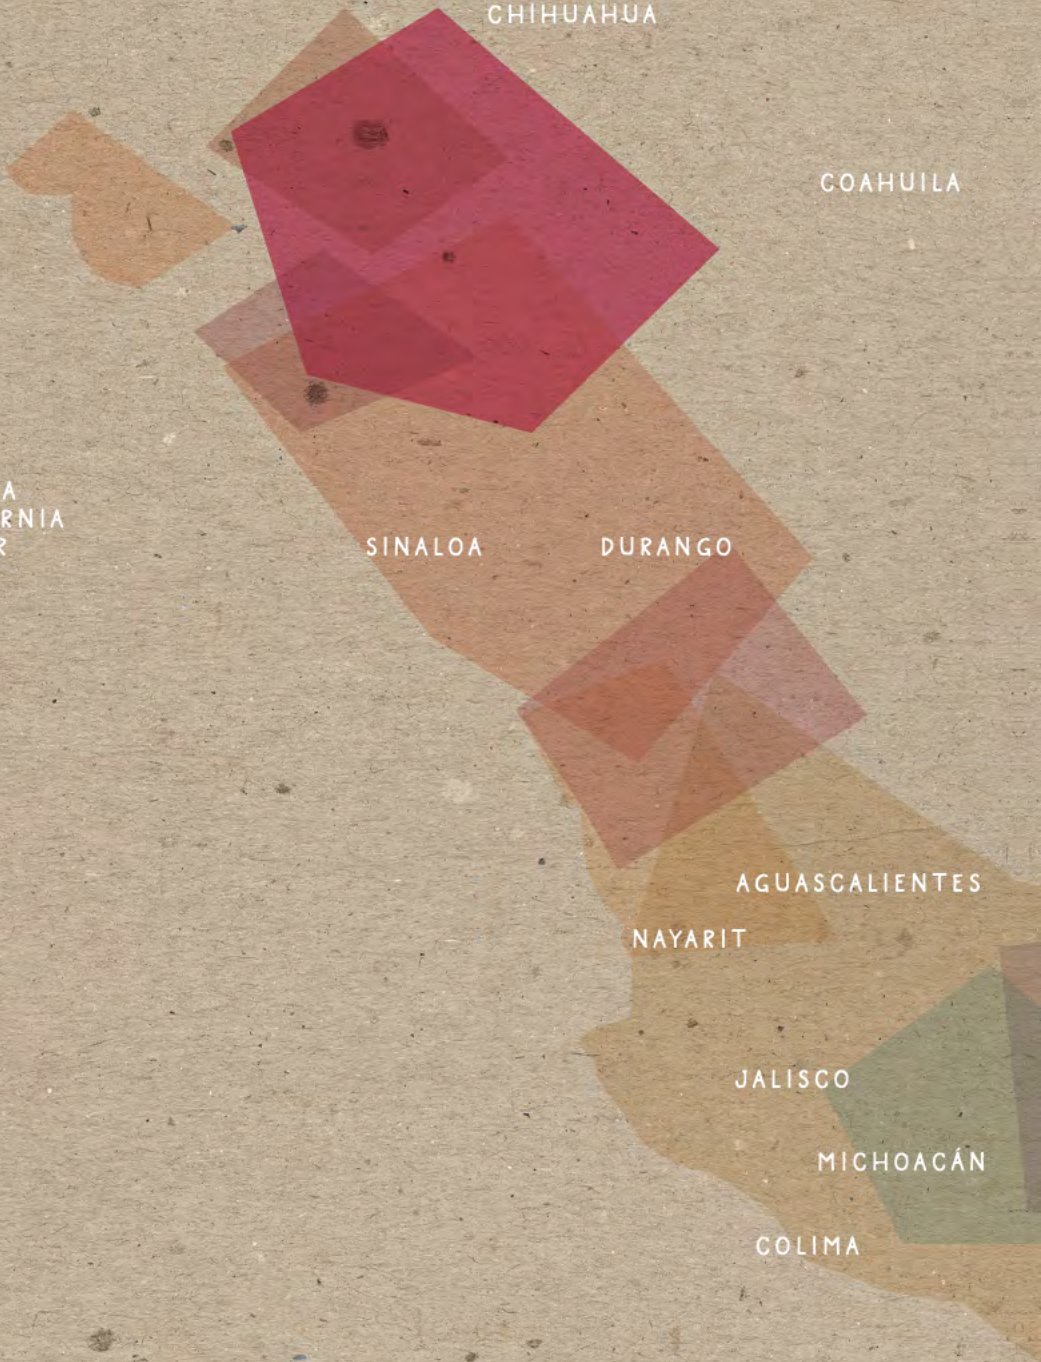 CHIHUAHUA
COAHUILA
A
RNIA
R
SINALOA
DURANGO
AGUASCALIENTES
NAYARIT
JALISCO
MICHOACÁN
COLIMA